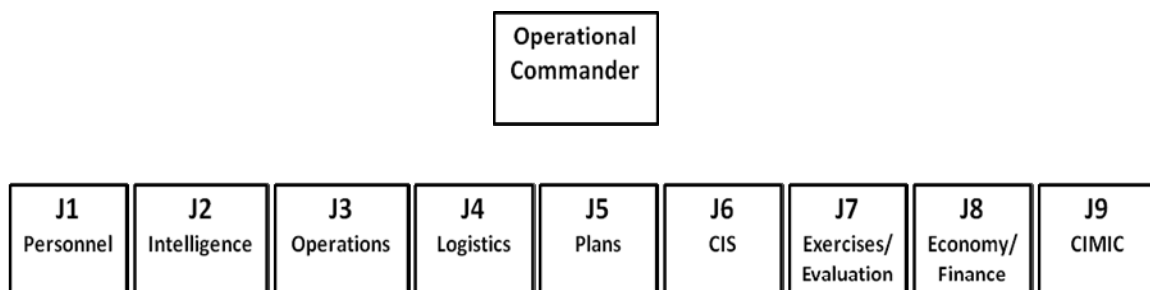 Operational
Commander
J1
Personnel
J2
Intelligence
J3
Operations
J4
Logistics
J5
Plans
J6
CIS
J7
Exercises/
Evaluation
J8
Economy/
Finance
J9
CIMIC